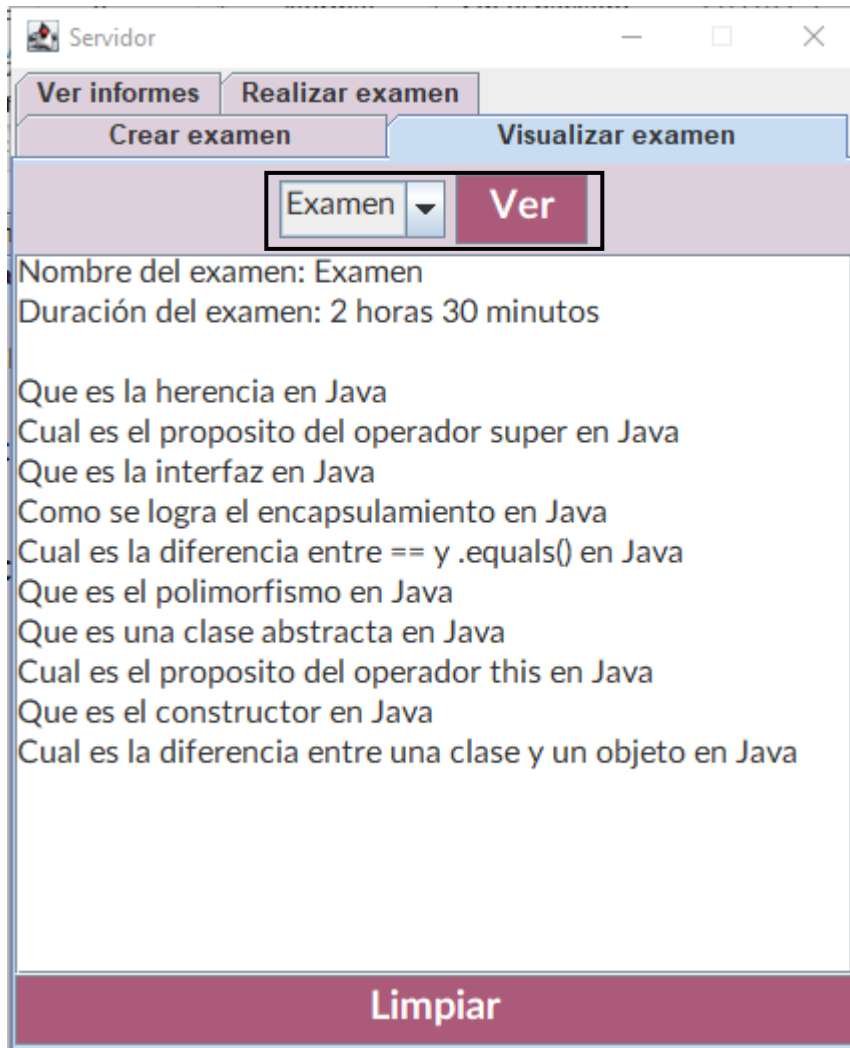 Servidor
Ver informes Realizar examen
Crear examen Visualizar examen
Examen Ver
Nombre del examen: Examen
Duración del examen: 2 horas 30 minutos
Que es la herencia en Java
Cual es el proposito del operador super en Java
Que es la interfaz en Java
Como se logra el encapsulamiento en Java
Cual es la diferencia entre == y .equals() en Java
Que es el polimorfismo en Java
Que es una clase abstracta en Java
Cual es el proposito del operador this en Java
Que es el constructor en Java
Cual es la diferencia entre una clase y un objeto en Java
Limpiar